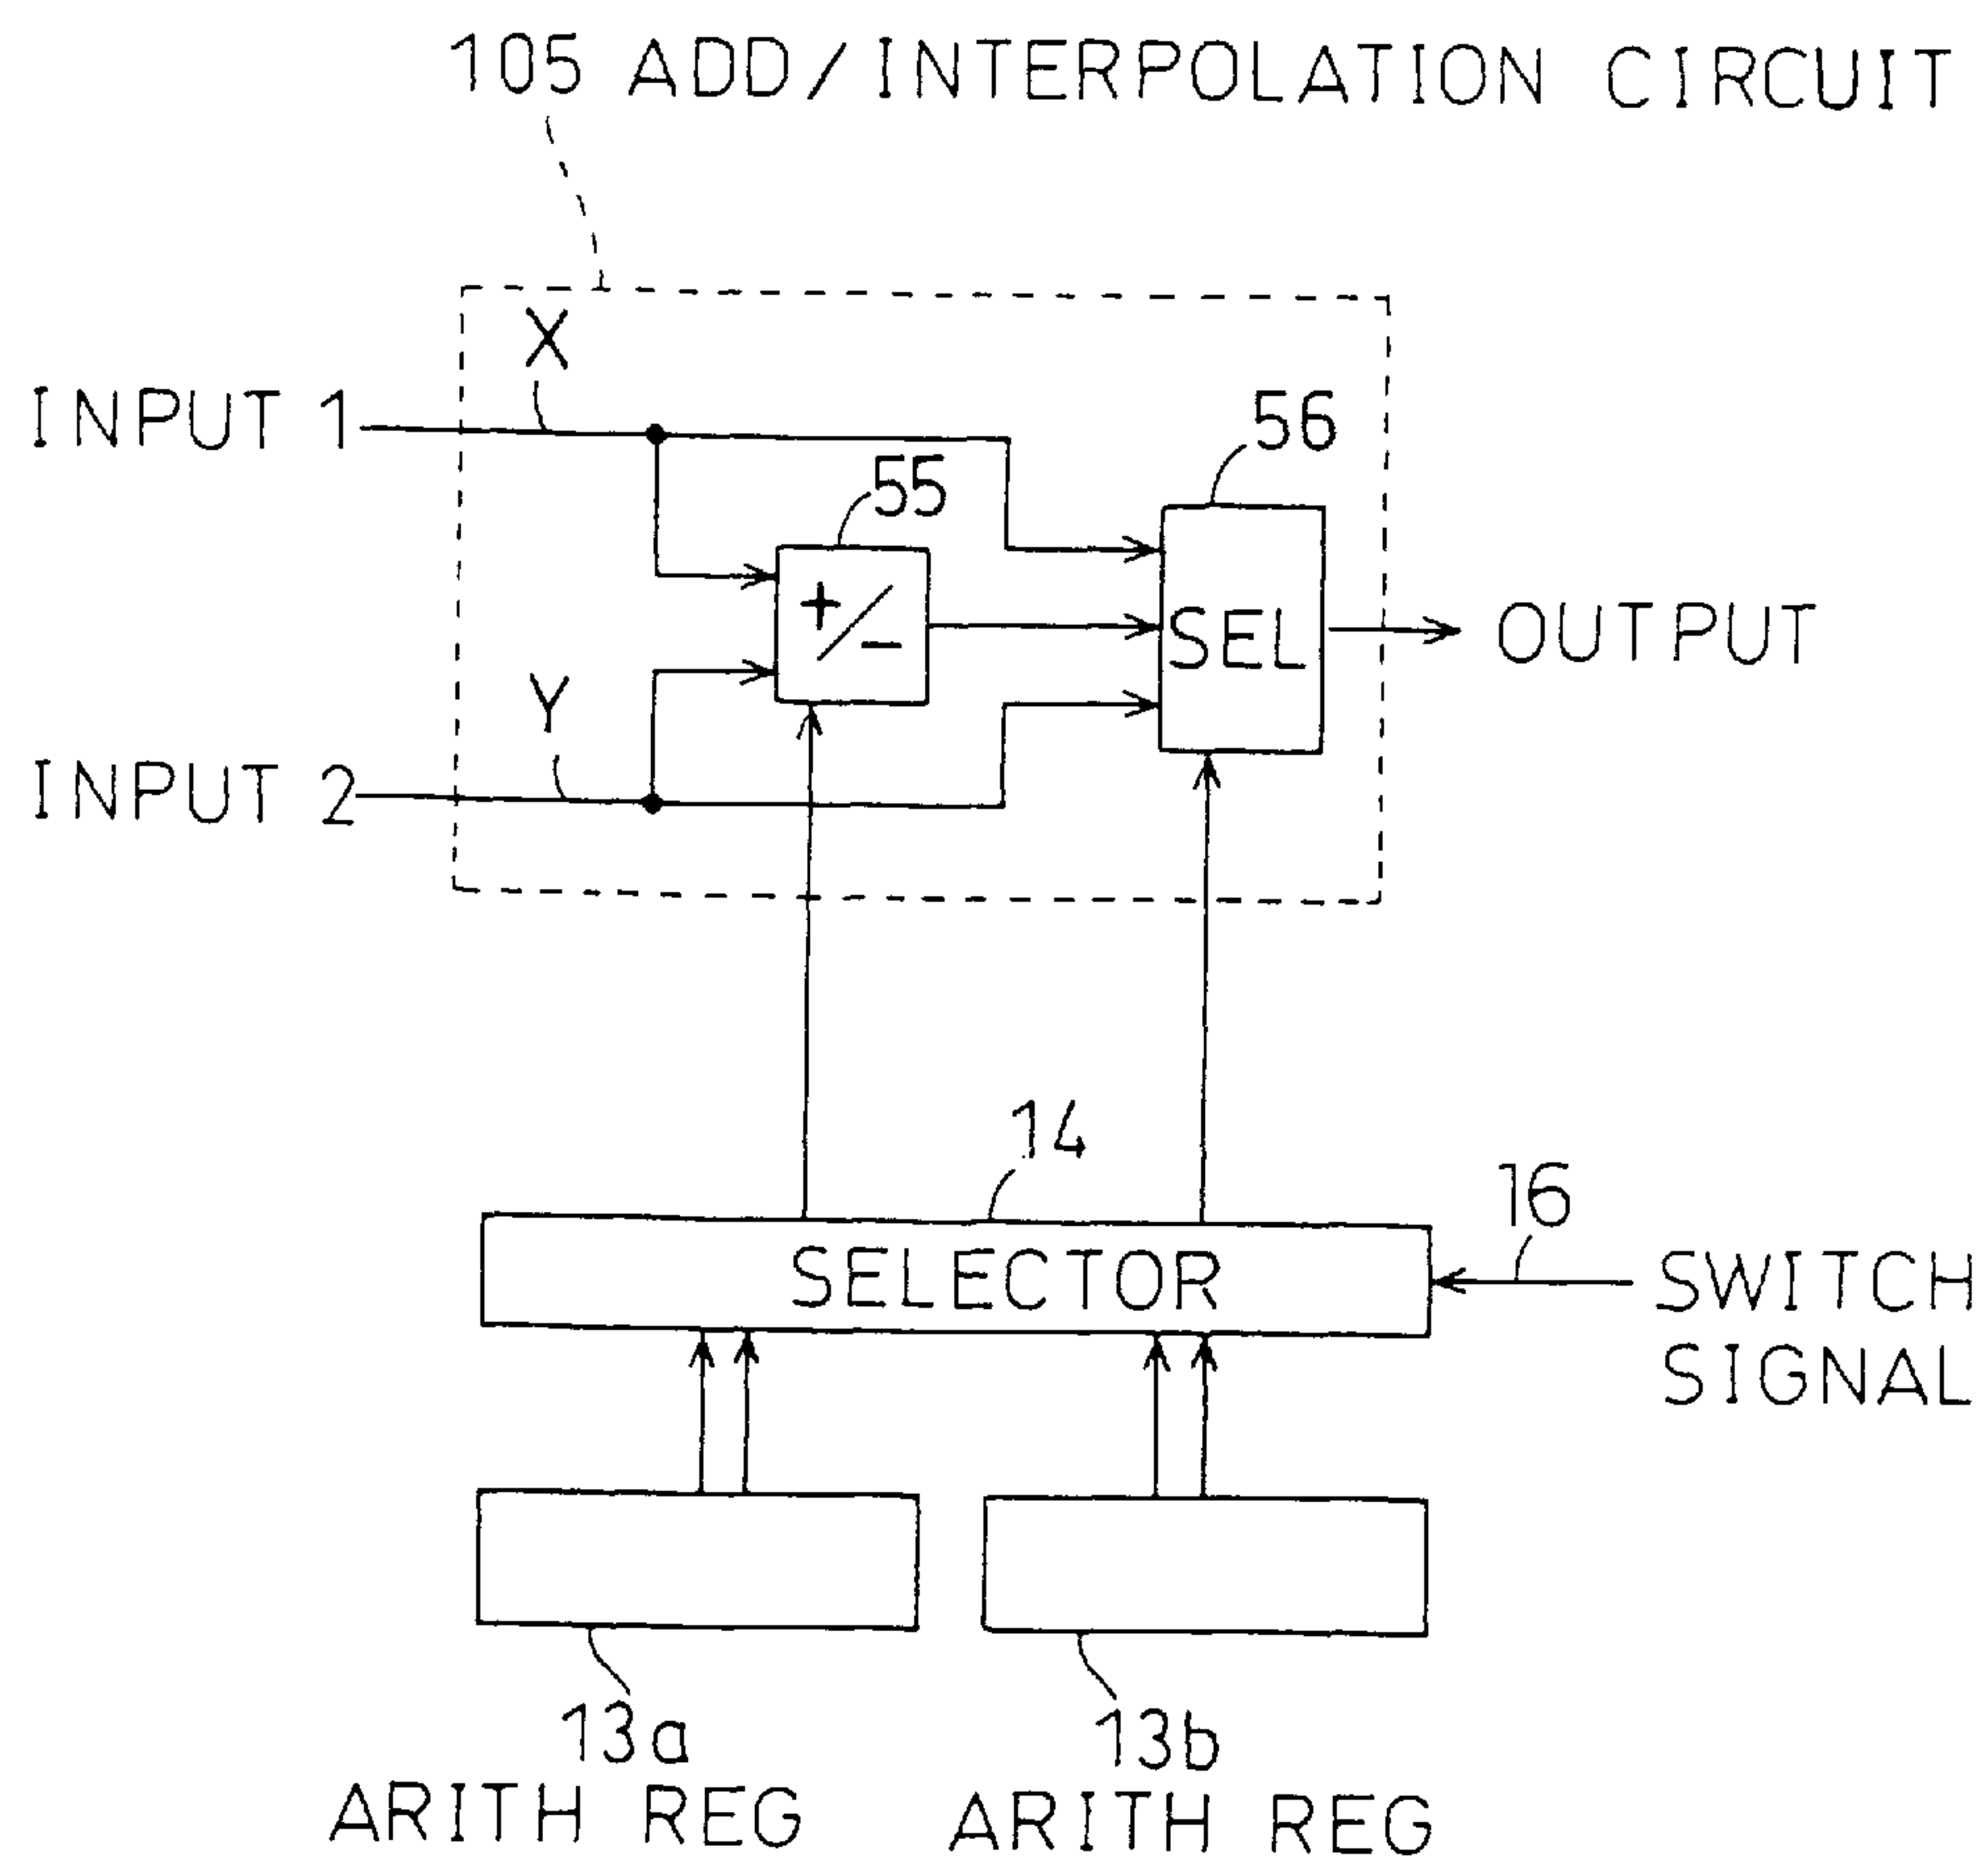 105 ADD/INTERPOLATION CIRCUIT
X
INPUT 1
56
55
+/-
SEL
OUTPUT
Y
INPUT 2
14
16
SELECTOR
SWITCH
SIGNAL
13a
ARITH REG
13b
ARITH REG